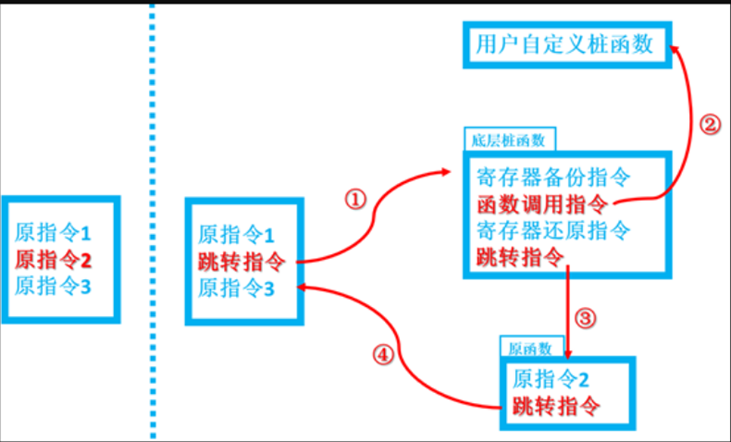 用户自定义桩函数
②
底层桩函数
①
寄存器备份指令
函数调用指令
寄存器还原指令
跳转指令
原指令1
原指令2
原指令3
原指令1
跳转指令
原指令3
③
④
原函数
原指令2
跳转指令